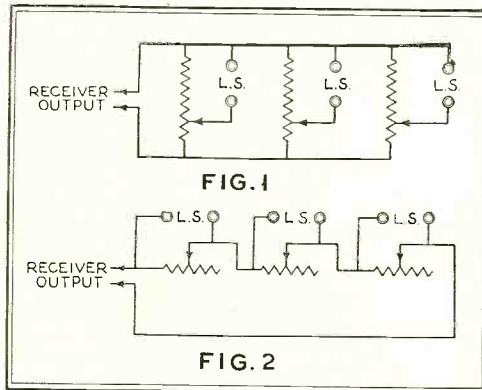 L.S.
L.S.
L.S.
RECEIVER
OUTPUT
FIG.1
L.S.
L.S.
L.S.
RECEIVER
OUTPUT
FIG.2